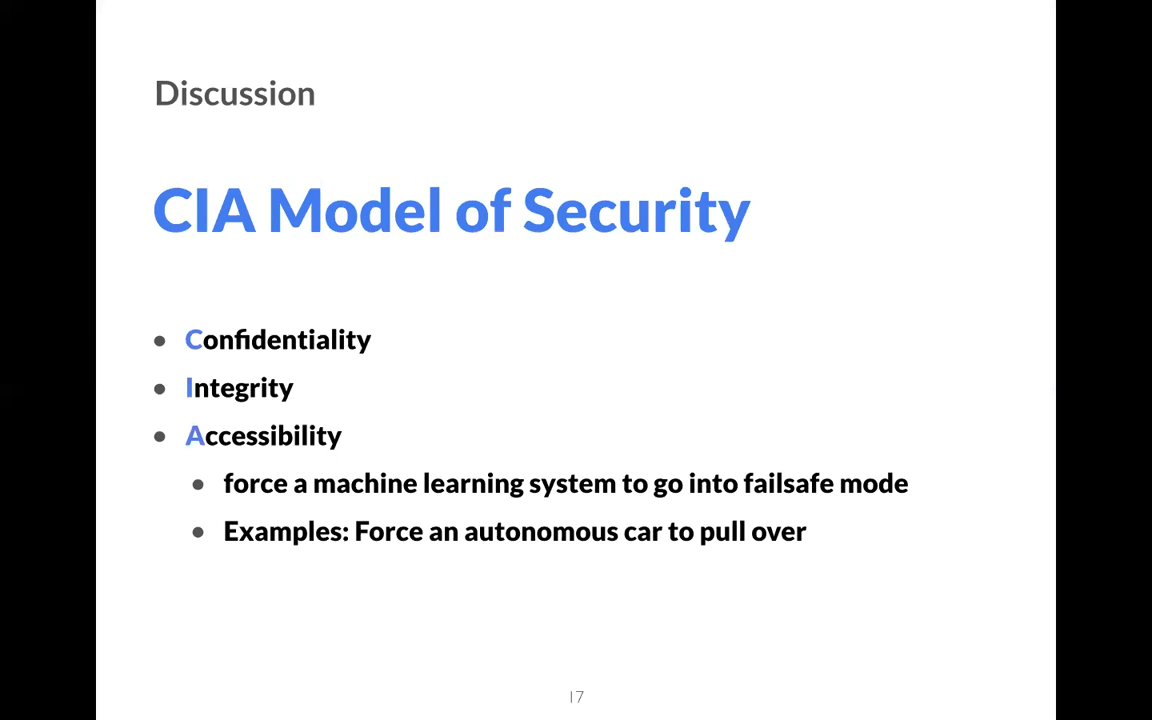 Discussion
CIA Model of Security
• Confidentiality
• Integrity
• Accessibility
• force a machine learning system to go into failsafe mode
• Examples: Force an autonomous car to pull over
17